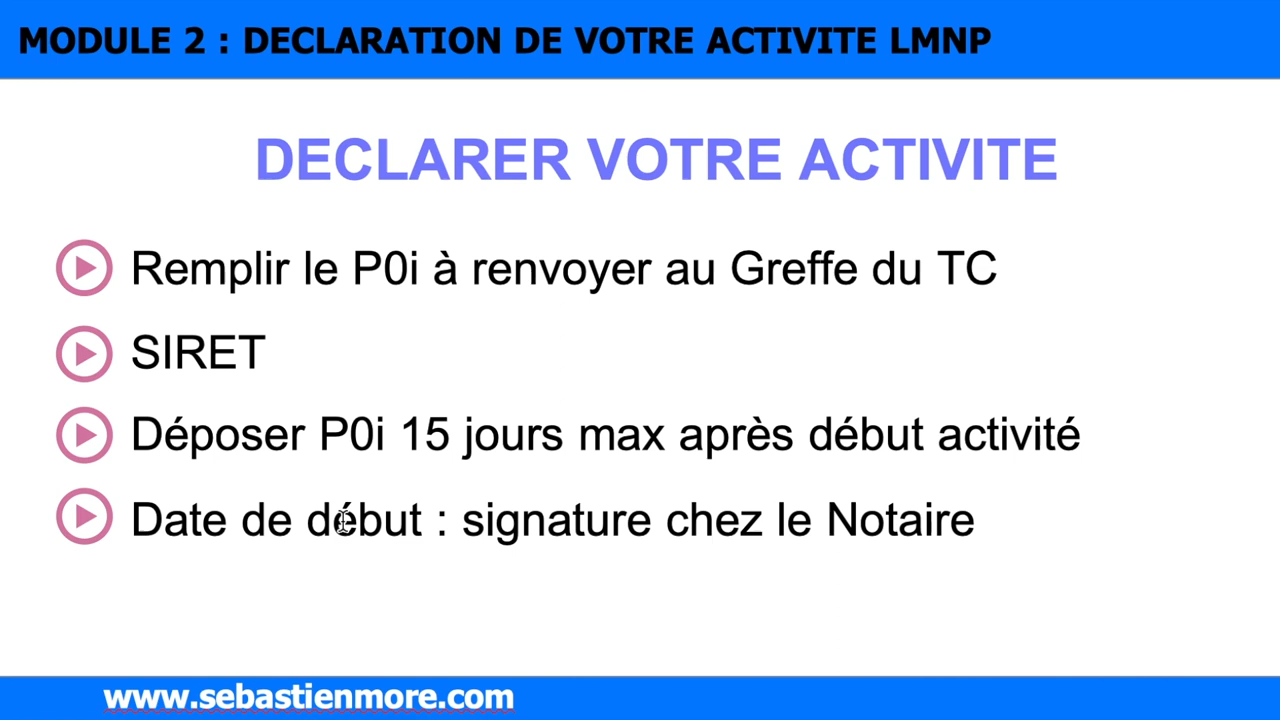 MODULE 2 : DECLARATION DE VOTRE ACTIVITE LMNP
DECLARER VOTRE ACTIVITE
Remplir le P0i à renvoyer au Greffe du TC
SIRET
Déposer P0i 15 jours max après début activité
Date de début : signature chez le Notaire
www.sebastienmore.com